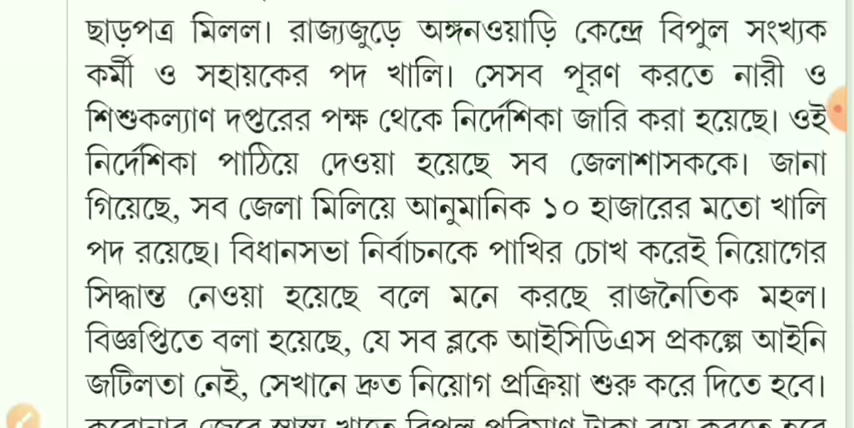 ছাড়পত্র মিলল। রাজ্যজুড়ে অঙ্গনওয়াড়ি কেন্দ্রে বিপুল সংখ্যক
কর্মী ও সহায়কের পদ খালি। সেসব পূরণ করতে নারী ও
শিশুকল্যাণ দপ্তরের পক্ষ থেকে নির্দেশিকা জারি করা হয়েছে। ওই
নির্দেশিকা পাঠিয়ে দেওয়া হয়েছে সব জেলাশাসককে। জানা
গিয়েছে, সব জেলা মিলিয়ে আনুমানিক ১০ হাজারের মতো খালি
পদ রয়েছে। বিধানসভা নির্বাচনকে পাখির চোখ করেই নিয়োগের
সিদ্ধান্ত নেওয়া হয়েছে বলে মনে করছে রাজনৈতিক মহল।
বিজ্ঞপ্তিতে বলা হয়েছে, যে সব ব্লকে আইসিডিএস প্রকল্পে আইনি
জটিলতা নেই, সেখানে দ্রুত নিয়োগ প্রক্রিয়া শুরু করে দিতে হবে।